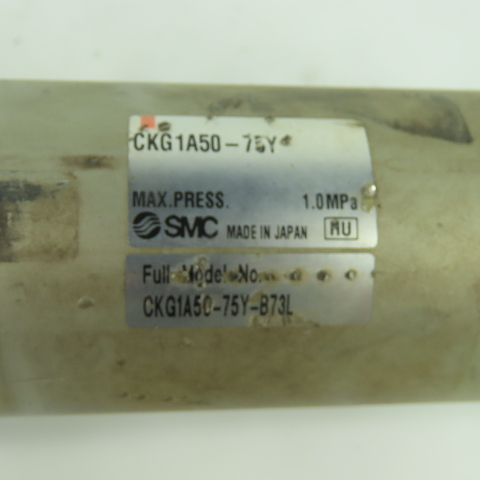 CKG1A50-75Y
MAX.PRESS. 1.0MPa
SMC MADE IN JAPAN MU
Full Model No.
CKG1A50-75Y-B73L